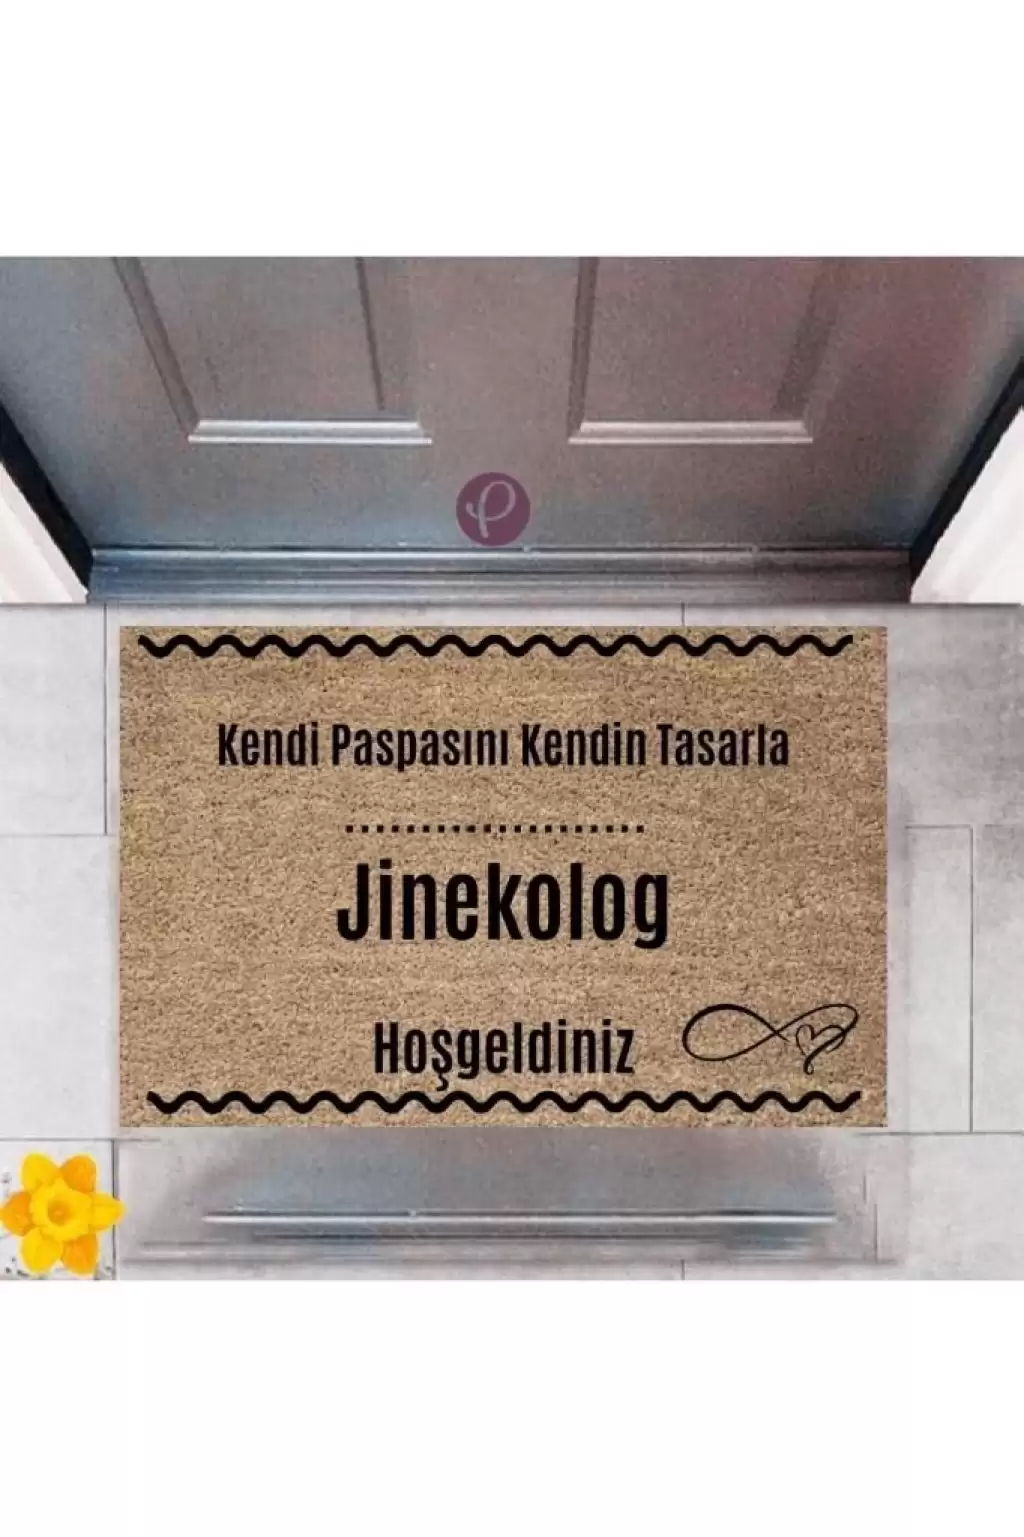 Kendi Paspasını Kendin Tasarla
...................
Jinekolog
Hoşgeldiniz